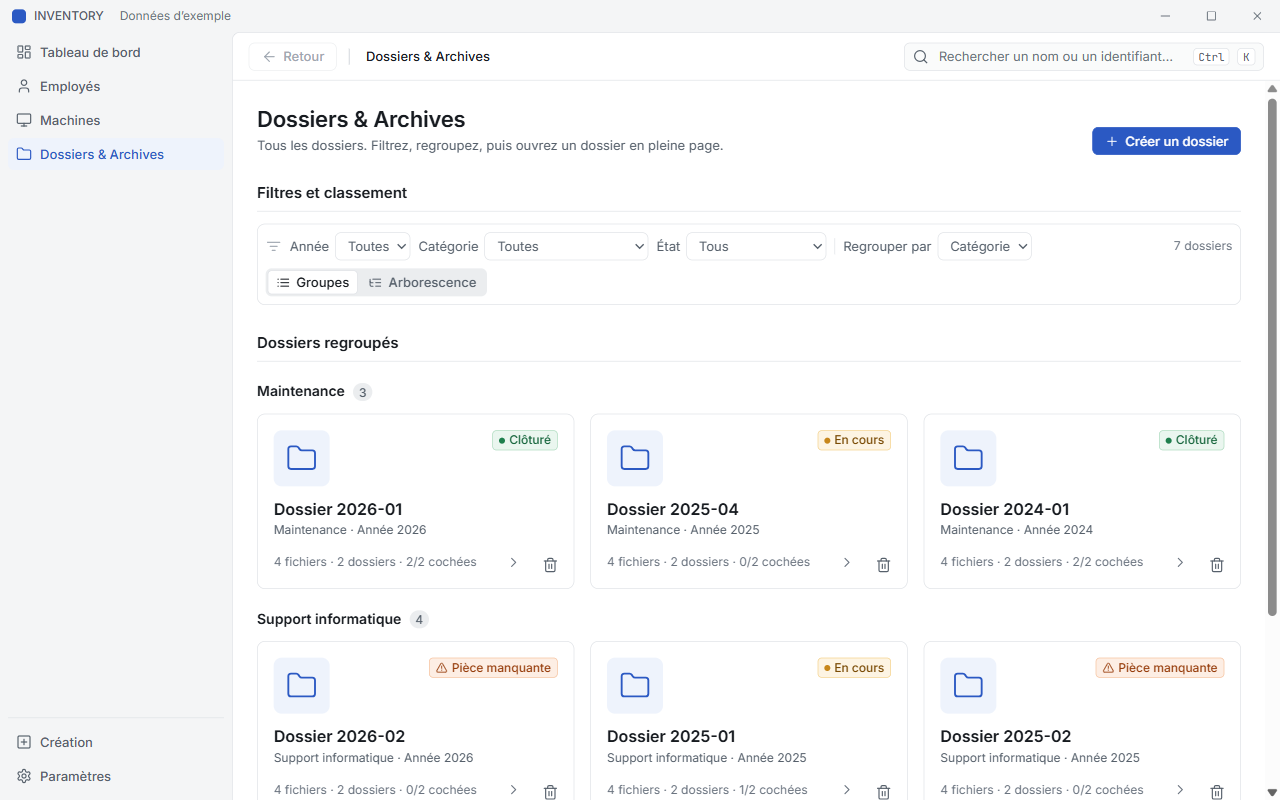 INVENTORY Données d'exemple
Tableau de bord
Employés
Machines
Dossiers & Archives
Création
Paramètres
Retour
Dossiers & Archives
Rechercher un nom ou un identifiant... Ctrl K
Dossiers & Archives
Tous les dossiers. Filtrez, regroupez, puis ouvrez un dossier en pleine page.
Créer un dossier
Filtres et classement
Année Toutes Catégorie Toutes État Tous Regrouper par Catégorie 7 dossiers
Groupes Arborescence
Dossiers regroupés
Maintenance 3
Clôturé
Dossier 2026-01
Maintenance · Année 2026
4 fichiers · 2 dossiers · 2/2 cochées
En cours
Dossier 2025-04
Maintenance · Année 2025
4 fichiers · 2 dossiers · 0/2 cochées
Clôturé
Dossier 2024-01
Maintenance · Année 2024
4 fichiers · 2 dossiers · 2/2 cochées
Support informatique 4
Pièce manquante
Dossier 2026-02
Support informatique · Année 2026
4 fichiers · 2 dossiers · 0/2 cochées
En cours
Dossier 2025-01
Support informatique · Année 2025
4 fichiers · 2 dossiers · 1/2 cochées
Pièce manquante
Dossier 2025-02
Support informatique · Année 2025
4 fichiers · 2 dossiers · 0/2 cochées